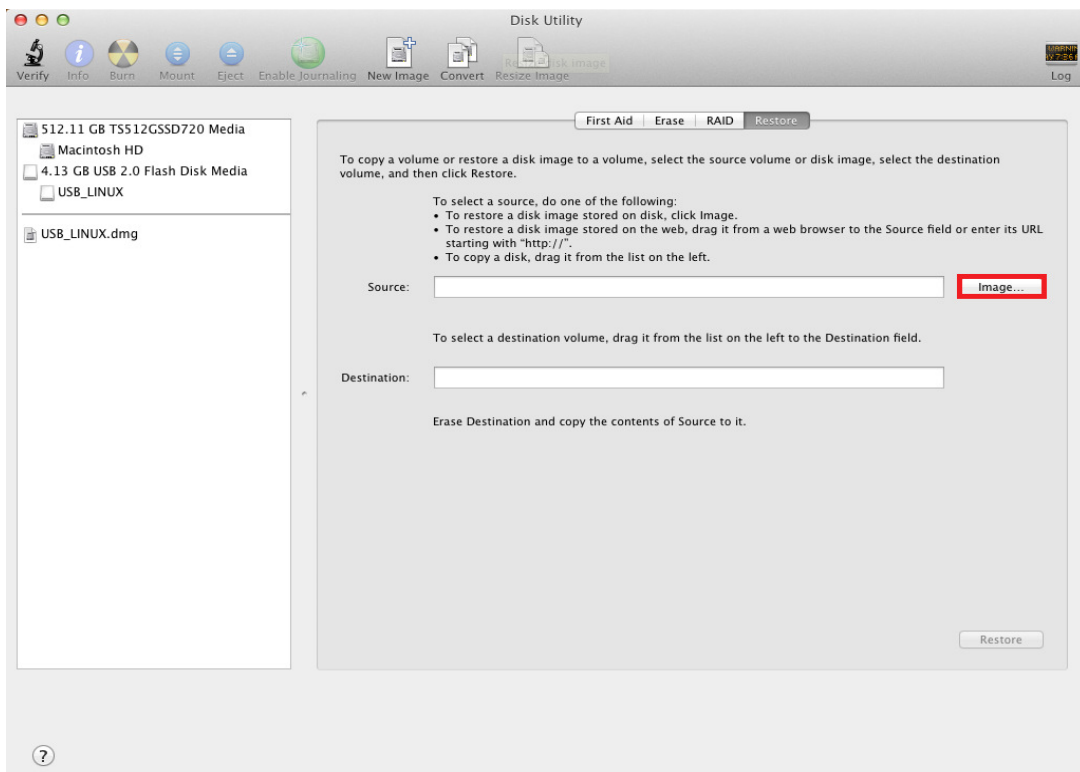 Disk Utility
Verify Info Burn Mount Eject Enable Journaling New Image Convert Resize Image Log
Resize disk image
WARNIN
512.11 GB TS512GSSD720 Media
Macintosh HD
4.13 GB USB 2.0 Flash Disk Media
USB_LINUX
USB_LINUX.dmg
First Aid Erase RAID Restore
To copy a volume or restore a disk image to a volume, select the source volume or disk image, select the destination
volume, and then click Restore.
To select a source, do one of the following:
• To restore a disk image stored on disk, click Image.
• To restore a disk image stored on the web, drag it from a web browser to the Source field or enter its URL
starting with “http://”.
• To copy a disk, drag it from the list on the left.
Source: Image...
To select a destination volume, drag it from the list on the left to the Destination field.
Destination:
Erase Destination and copy the contents of Source to it.
Restore
?